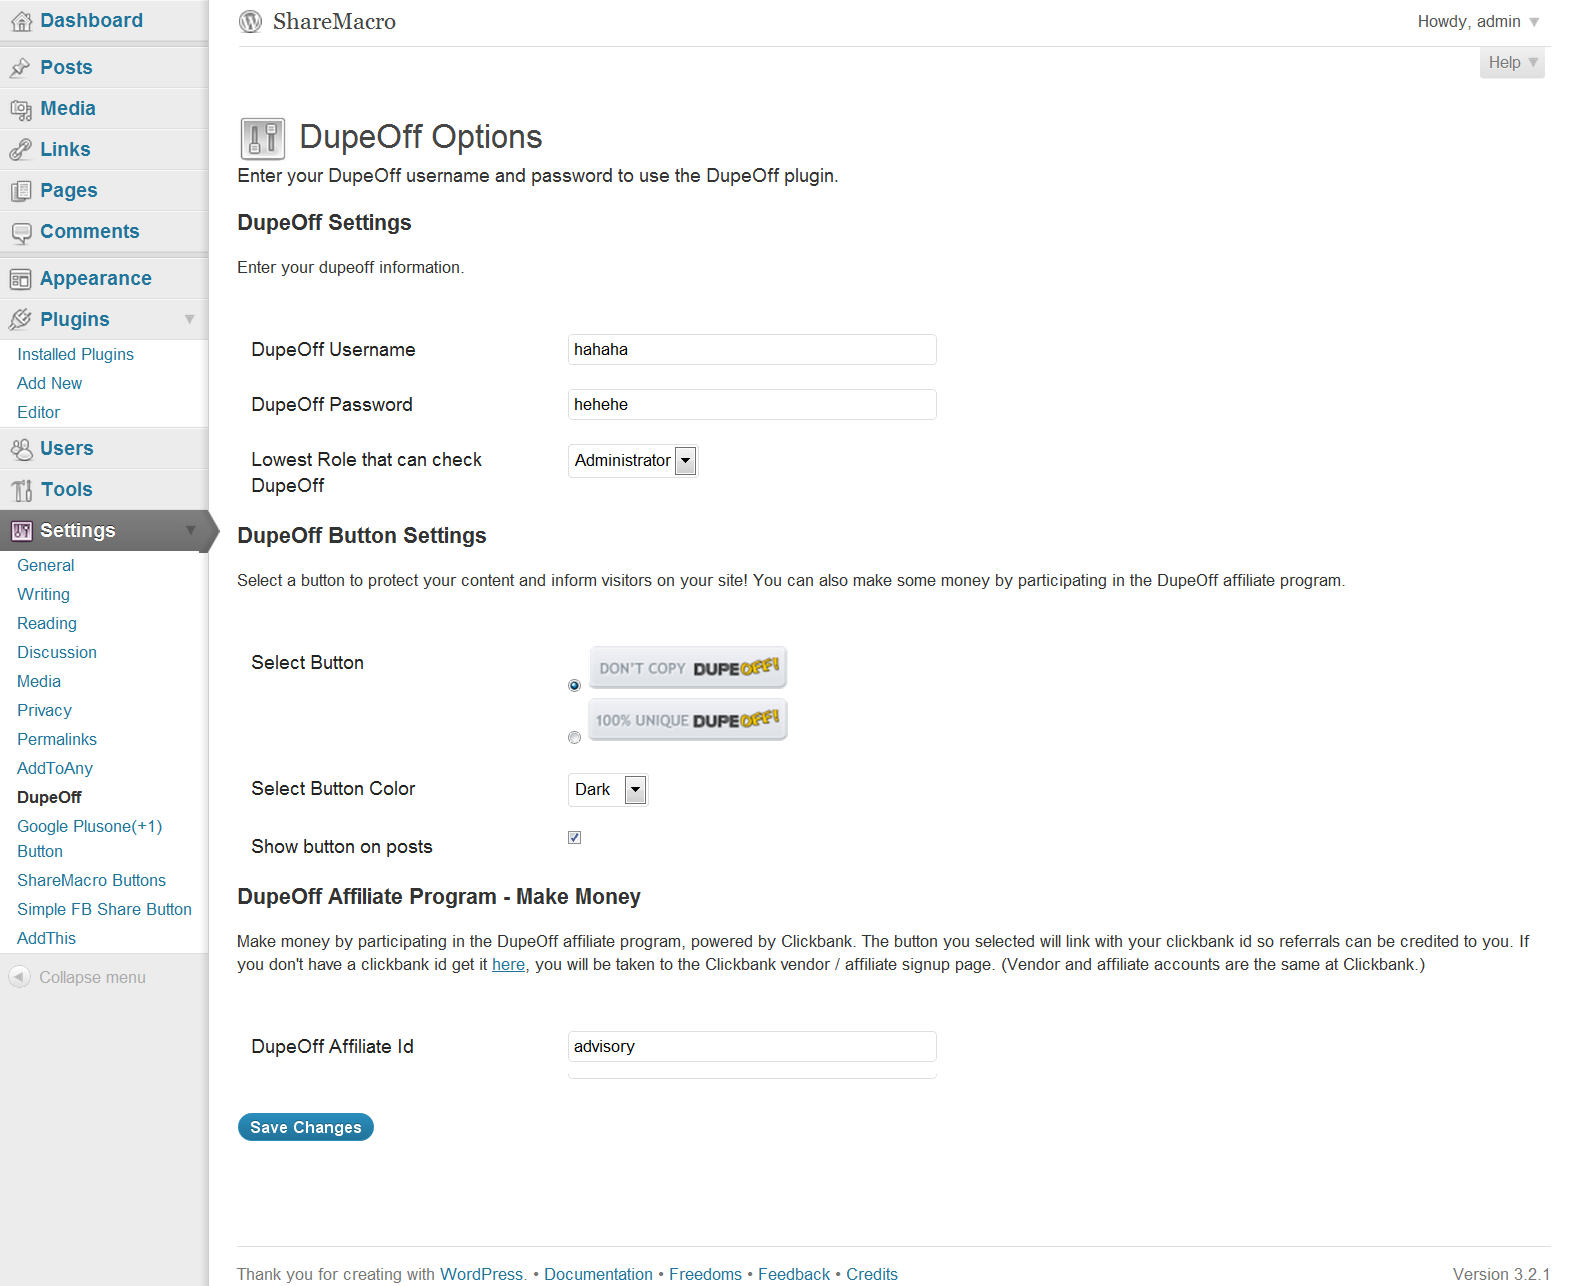 Dashboard
Posts
Media
Links
Pages
Comments
Appearance
Plugins
Installed Plugins
Add New
Editor
Users
Tools
Settings
General
Writing
Reading
Discussion
Media
Privacy
Permalinks
AddToAny
DupeOff
Google Plusone(+1)
Button
ShareMacro Buttons
Simple FB Share Button
AddThis
Collapse menu
ShareMacro
Howdy, admin
Help
DupeOff Options
Enter your DupeOff username and password to use the DupeOff plugin.
DupeOff Settings
Enter your dupeoff information.
DupeOff Username hahaha
DupeOff Password hehehe
Lowest Role that can check Administrator
DupeOff
DupeOff Button Settings
Select a button to protect your content and inform visitors on your site! You can also make some money by participating in the DupeOff affiliate program.
Select Button DON'T COPY DUPEOFF!
100% UNIQUE DUPEOFF!
Select Button Color Dark
Show button on posts
DupeOff Affiliate Program - Make Money
Make money by participating in the DupeOff affiliate program, powered by Clickbank. The button you selected will link with your clickbank id so referrals can be credited to you. If
you don't have a clickbank id get it here, you will be taken to the Clickbank vendor / affiliate signup page. (Vendor and affiliate accounts are the same at Clickbank.)
DupeOff Affiliate Id advisory
Save Changes
Thank you for creating with WordPress. • Documentation • Freedoms • Feedback • Credits
Version 3.2.1